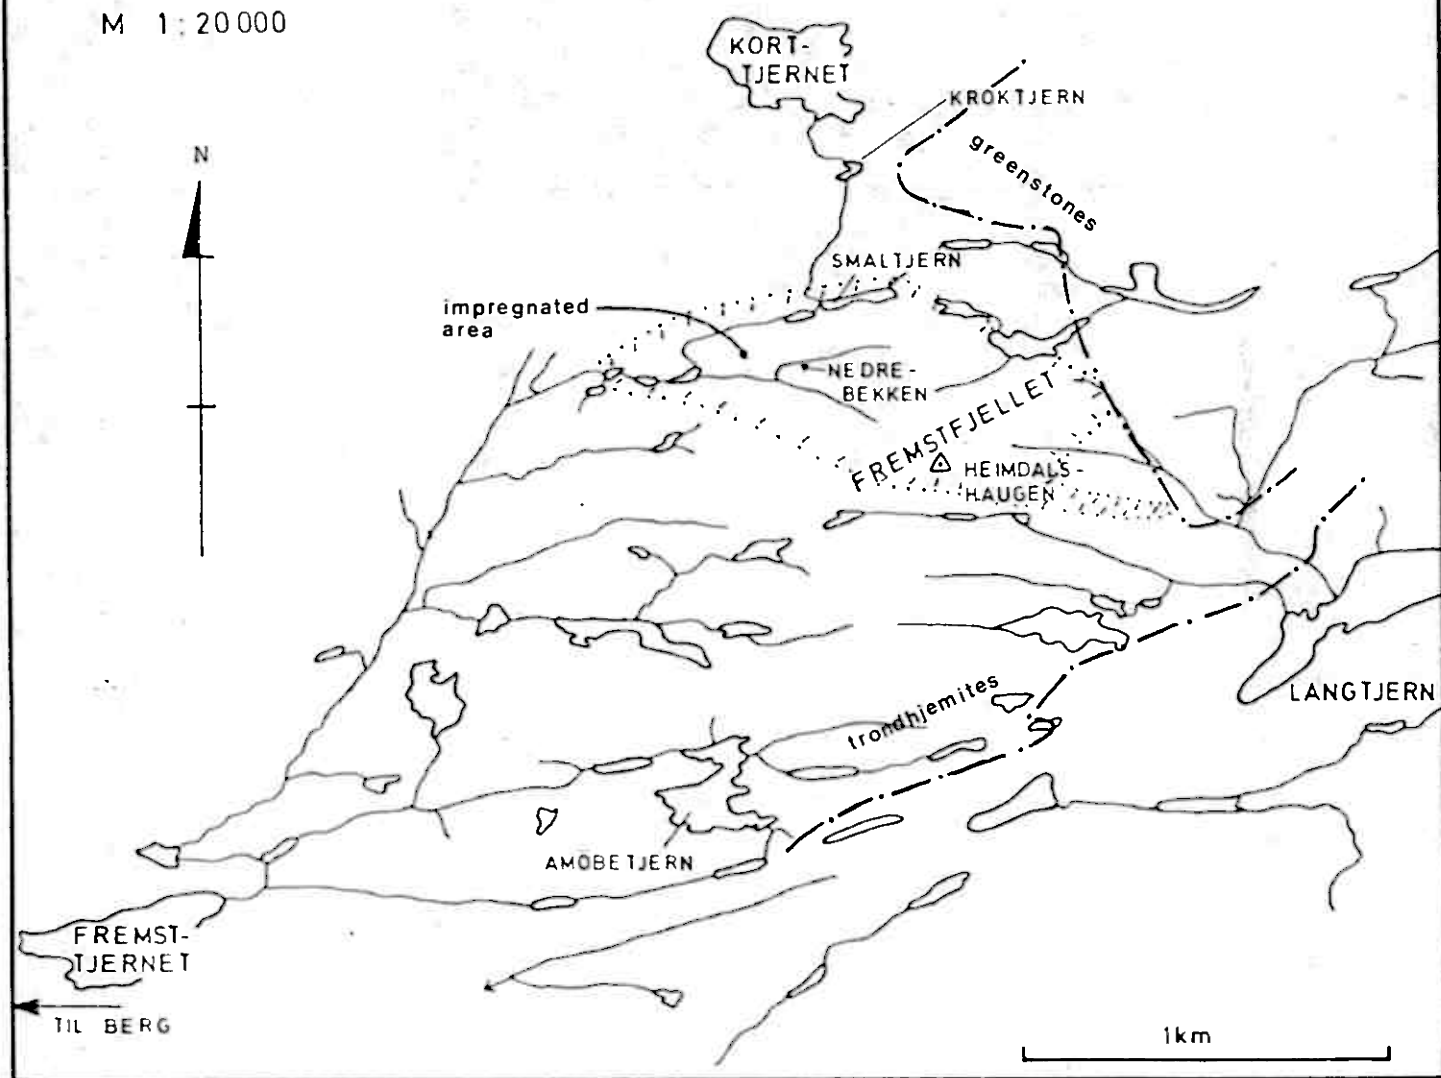 M 1:20000
KORT-
TJERNET
KROKTJERN
N
greenstones
SMALTJERN
impregnated
area
NEDRE-
BEKKEN
FREMSTFJELLET
HEIMDALS-
HAUGEN
LANGTJERN
trondhjemites
AMÖBETJERN
FREMST-
TJERNET
TIL BERG
1km